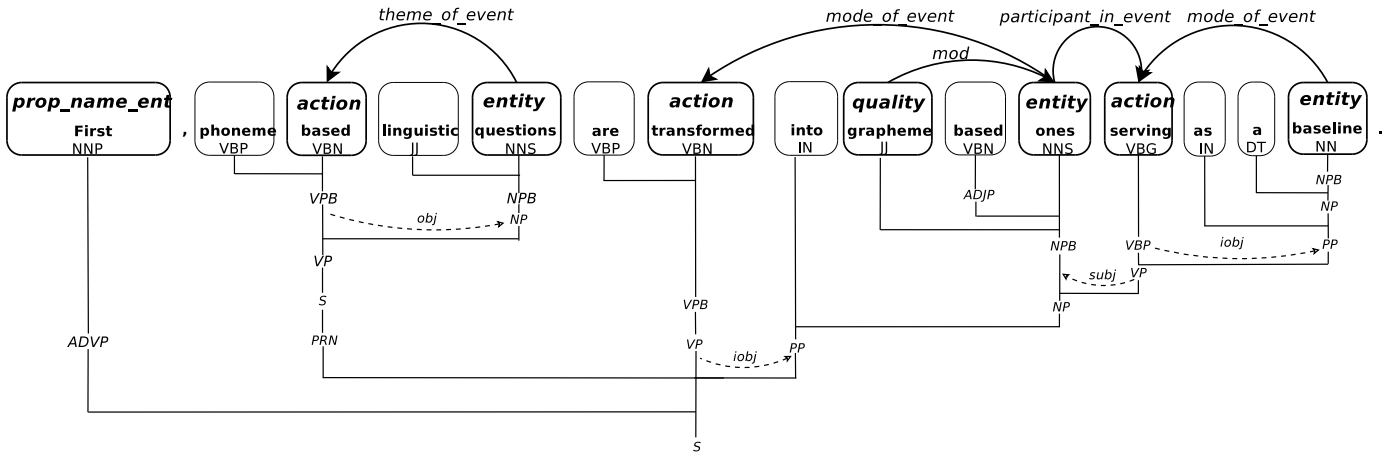 theme_of_event mode_of_event participant_in_event mode_of_event
mod
prop_name_ent action entity action quality entity action entity
First , phoneme based linguistic questions are transformed into grapheme based ones serving as a baseline .
NNP VBP VBN JJ NNS VBP VBN IN JJ VBN NNS VBG IN DT NN
NPB
VPB NPB ADJP NP
obj NP
NPB VBP iobj PP
VP
subj VP
S VPB NP
ADVP PRN VP iobj PP
S